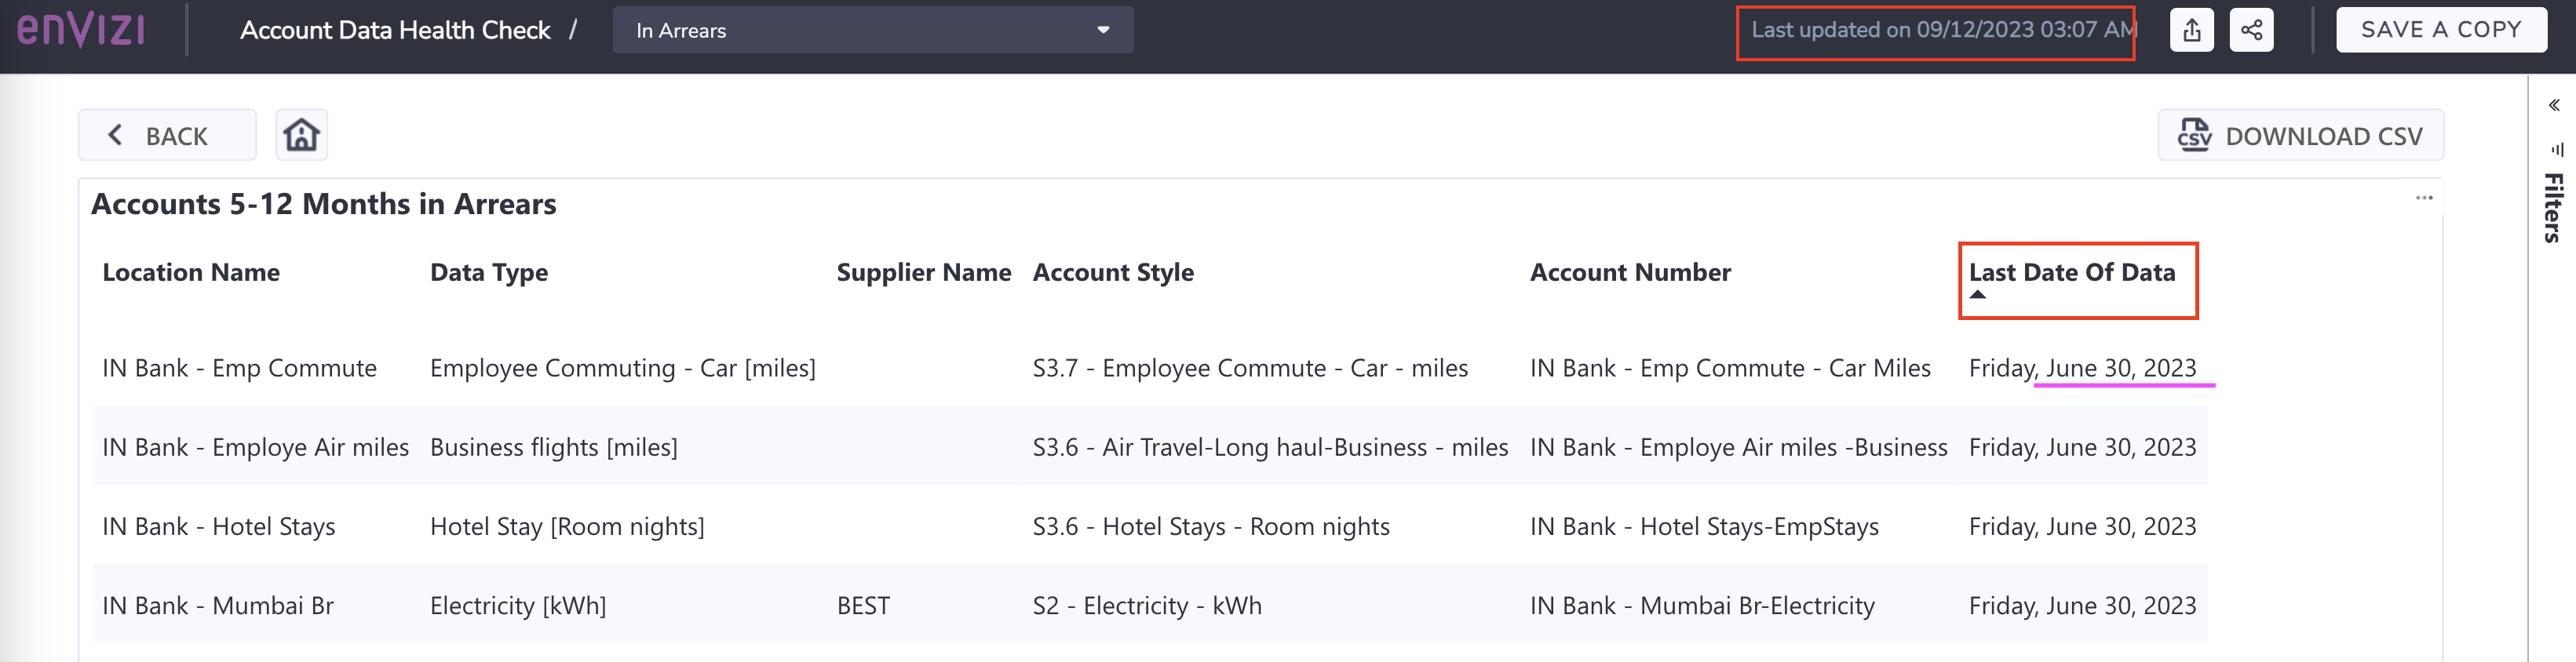 enVizi
Account Data Health Check /
In Arrears
Last updated on 09/12/2023 03:07 AM
SAVE A COPY
BACK
CSV DOWNLOAD CSV
Filters
Accounts 5-12 Months in Arrears
Location Name Data Type Supplier Name Account Style Account Number Last Date Of Data
IN Bank - Emp Commute Employee Commuting - Car [miles] S3.7 - Employee Commute - Car - miles IN Bank - Emp Commute - Car Miles Friday, June 30, 2023
IN Bank - Employe Air miles Business flights [miles] S3.6 - Air Travel-Long haul-Business - miles IN Bank - Employe Air miles -Business Friday, June 30, 2023
IN Bank - Hotel Stays Hotel Stay [Room nights] S3.6 - Hotel Stays - Room nights IN Bank - Hotel Stays-EmpStays Friday, June 30, 2023
IN Bank - Mumbai Br Electricity [kWh] BEST S2 - Electricity - kWh IN Bank - Mumbai Br-Electricity Friday, June 30, 2023